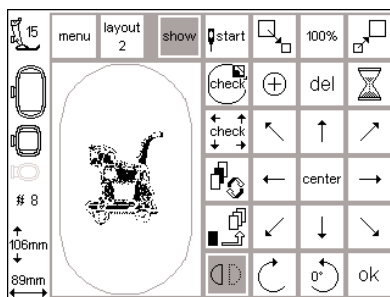 15
menu
layout
2
show
start
100%
check
del
check
center
# 8
106mm
89mm
0°
ok